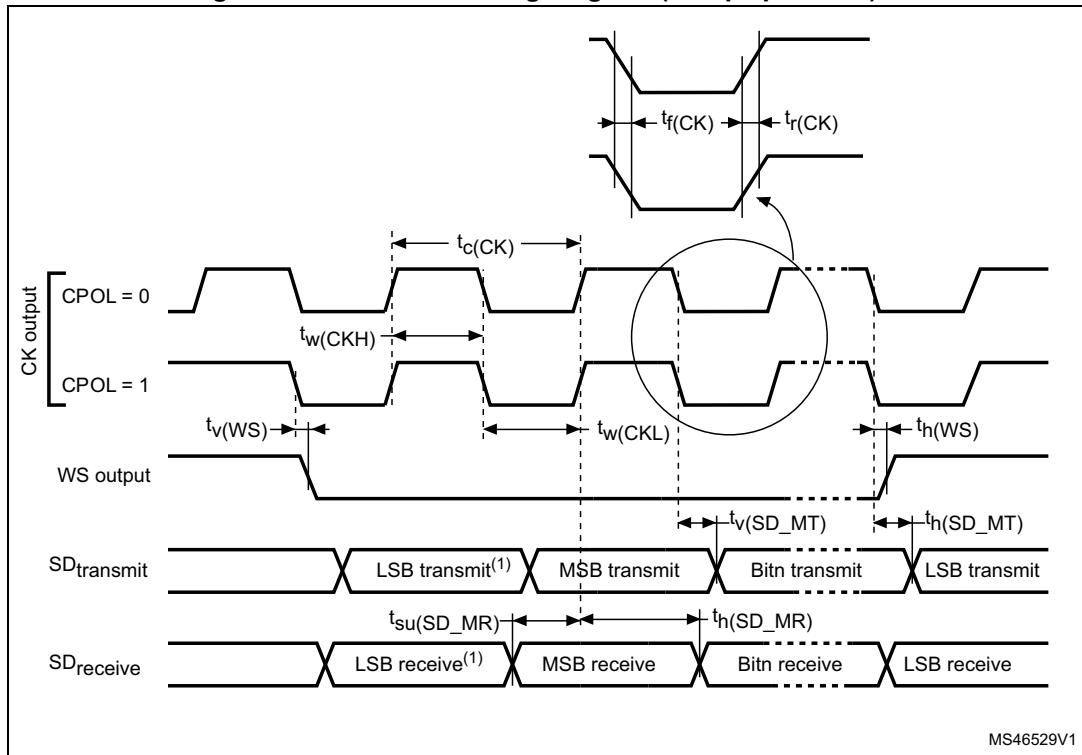 tf(CK)
tr(CK)
tc(CK)
CK output
CPOL = 0
tw(CKH)
CPOL = 1
tv(WS)
tw(CKL)
th(WS)
WS output
tv(SD_MT)
th(SD_MT)
SDtransmit
LSB transmit(1)
MSB transmit
Bitn transmit
LSB transmit
tsu(SD_MR)
th(SD_MR)
SDreceive
LSB receive(1)
MSB receive
Bitn receive
LSB receive
MS46529V1